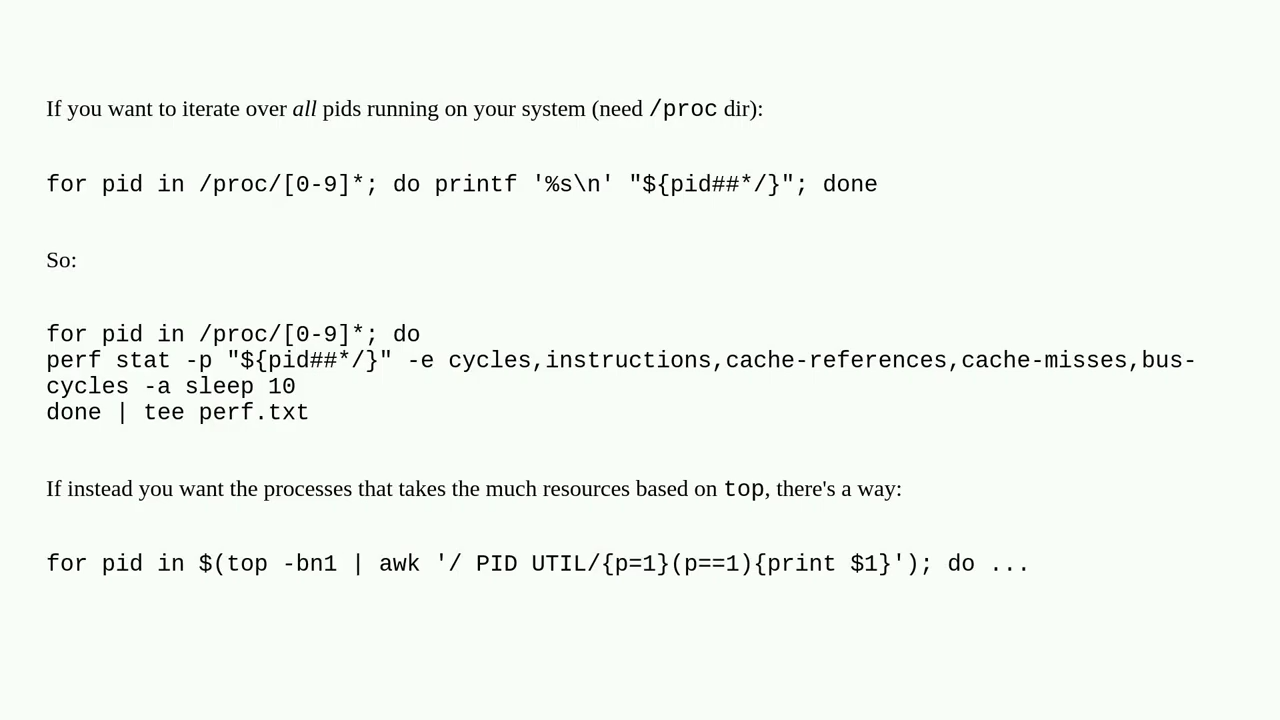 If you want to iterate over all pids running on your system (need /proc dir):
for pid in /proc/[0-9]*; do printf '%s\n' "${pid##*/}"; done
So:
for pid in /proc/[0-9]*; do
perf stat -p "${pid##*/}" -e cycles,instructions,cache-references,cache-misses,bus-
cycles -a sleep 10
done | tee perf.txt
If instead you want the processes that takes the much resources based on top, there's a way:
for pid in $(top -bn1 | awk '/ PID UTIL/{p=1}(p==1){print $1}'); do ...